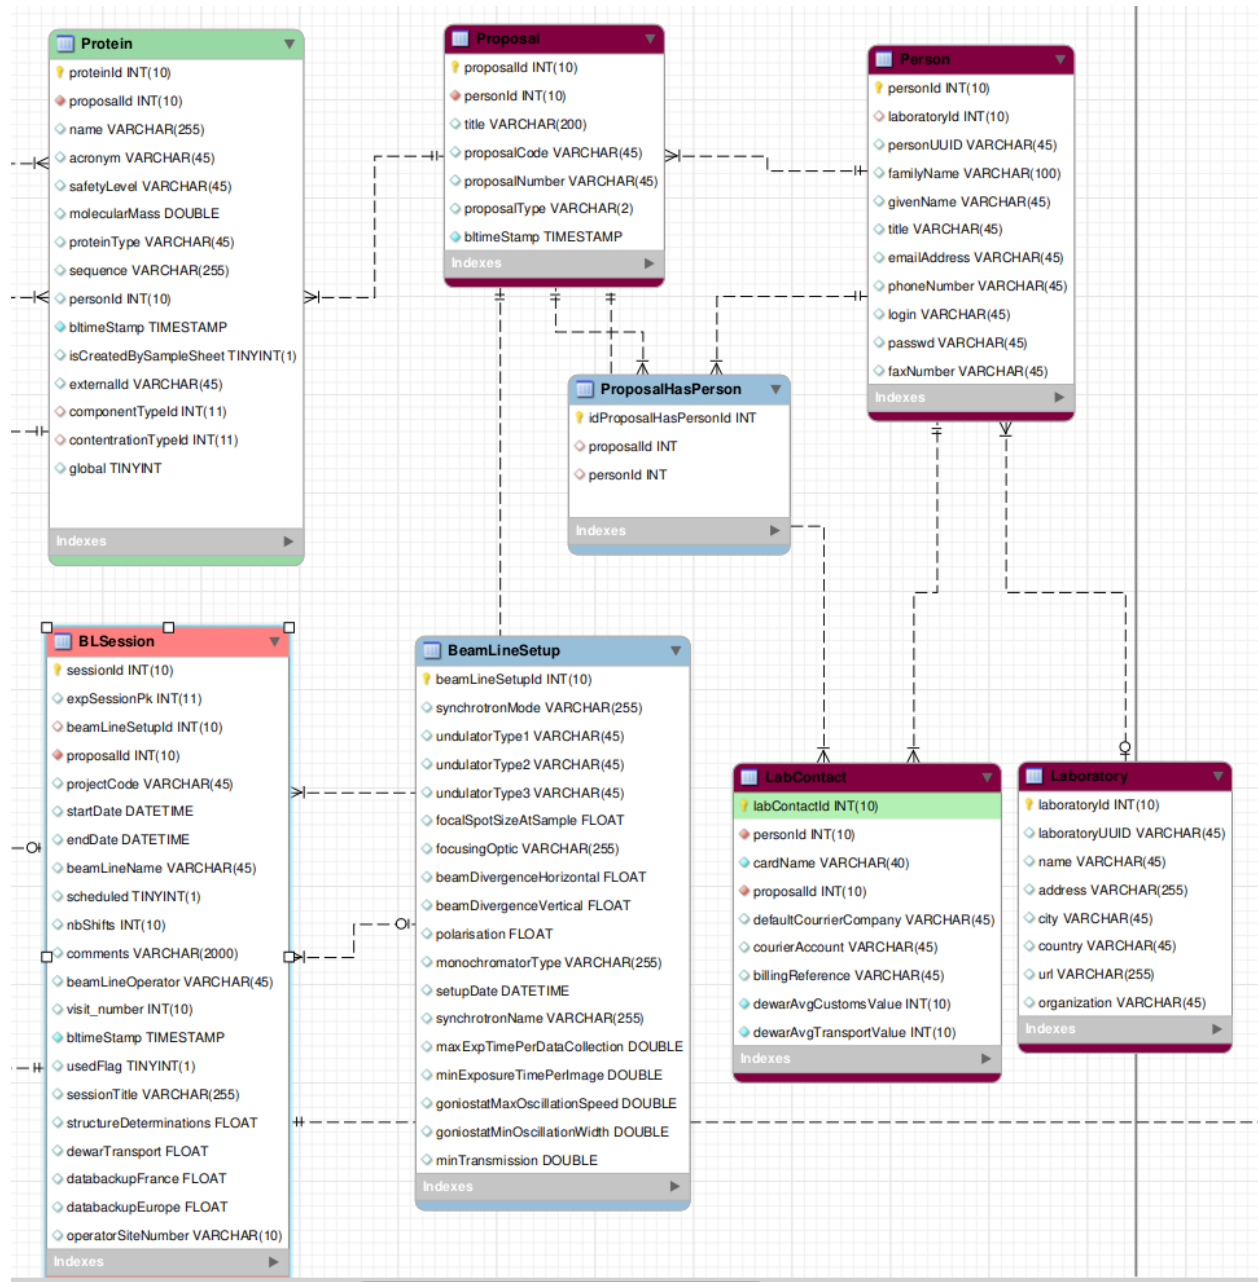 Protein
proteinId INT(10)
proposalId INT(10)
name VARCHAR(255)
acronym VARCHAR(45)
safetyLevel VARCHAR(45)
molecularMass DOUBLE
proteinType VARCHAR(45)
sequence VARCHAR(255)
personId INT(10)
bltimeStamp TIMESTAMP
isCreatedBySampleSheet TINYINT(1)
externalId VARCHAR(45)
componentTypeId INT(11)
contentrationTypeId INT(11)
global TINYINT
Indexes
Proposal
proposalId INT(10)
personId INT(10)
title VARCHAR(200)
proposalCode VARCHAR(45)
proposalNumber VARCHAR(45)
proposalType VARCHAR(2)
bltimeStamp TIMESTAMP
Indexes
Person
personId INT(10)
laboratoryId INT(10)
personUUID VARCHAR(45)
familyName VARCHAR(100)
givenName VARCHAR(45)
title VARCHAR(45)
emailAddress VARCHAR(45)
phoneNumber VARCHAR(45)
login VARCHAR(45)
passwd VARCHAR(45)
faxNumber VARCHAR(45)
Indexes
ProposalHasPerson
idProposalHasPersonId INT
proposalId INT
personId INT
Indexes
BLSession
sessionId INT(10)
expSessionPk INT(11)
beamLineSetupId INT(10)
proposalId INT(10)
projectCode VARCHAR(45)
startDate DATETIME
endDate DATETIME
beamLineName VARCHAR(45)
scheduled TINYINT(1)
nbShifts INT(10)
comments VARCHAR(2000)
beamLineOperator VARCHAR(45)
visit_number INT(10)
bltimeStamp TIMESTAMP
usedFlag TINYINT(1)
sessionTitle VARCHAR(255)
structureDeterminations FLOAT
dewarTransport FLOAT
databackupFrance FLOAT
databackupEurope FLOAT
operatorSiteNumber VARCHAR(10)
Indexes
BeamLineSetup
beamLineSetupId INT(10)
synchrotronMode VARCHAR(255)
undulatorType1 VARCHAR(45)
undulatorType2 VARCHAR(45)
undulatorType3 VARCHAR(45)
focalSpotSizeAtSample FLOAT
focusingOptic VARCHAR(255)
beamDivergenceHorizontal FLOAT
beamDivergenceVertical FLOAT
polarisation FLOAT
monochromatorType VARCHAR(255)
setupDate DATETIME
synchrotronName VARCHAR(255)
maxExpTimePerDataCollection DOUBLE
minExposureTimePerImage DOUBLE
goniostatMaxOscillationSpeed DOUBLE
goniostatMinOscillationWidth DOUBLE
minTransmission DOUBLE
Indexes
LabContact
labContactId INT(10)
personId INT(10)
cardName VARCHAR(40)
proposalId INT(10)
defaultCourrierCompany VARCHAR(45)
courierAccount VARCHAR(45)
billingReference VARCHAR(45)
dewarAvgCustomsValue INT(10)
dewarAvgTransportValue INT(10)
Indexes
Laboratory
laboratoryId INT(10)
laboratoryUUID VARCHAR(45)
name VARCHAR(45)
address VARCHAR(255)
city VARCHAR(45)
country VARCHAR(45)
url VARCHAR(255)
organization VARCHAR(45)
Indexes